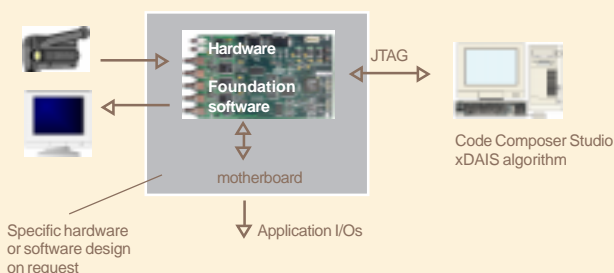 Hardware
Foundation
software
JTAG
motherboard
Code Composer Studio
xDAIS algorithm
Specific hardware
or software design
on request
Application I/Os